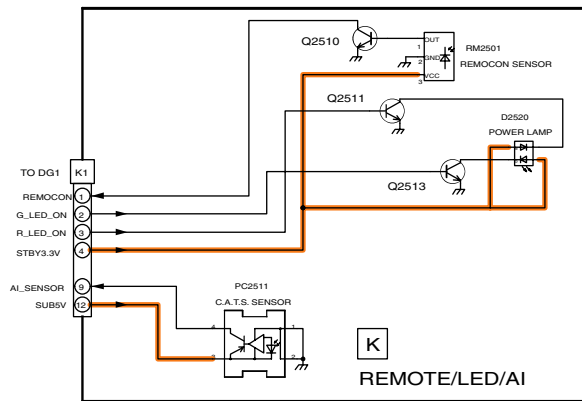 Q2510
OUT
1
GND
2
VCC
3
RM2501
REMOCON SENSOR
Q2511
D2520
POWER LAMP
TO DG1
K1
Q2513
REMOCON
1
G_LED_ON
2
R_LED_ON
3
STBY3.3V
4
AI_SENSOR
9
SUB5V
12
PC2511
C.A.T.S. SENSOR
4
1
3
2
K
REMOTE/LED/AI